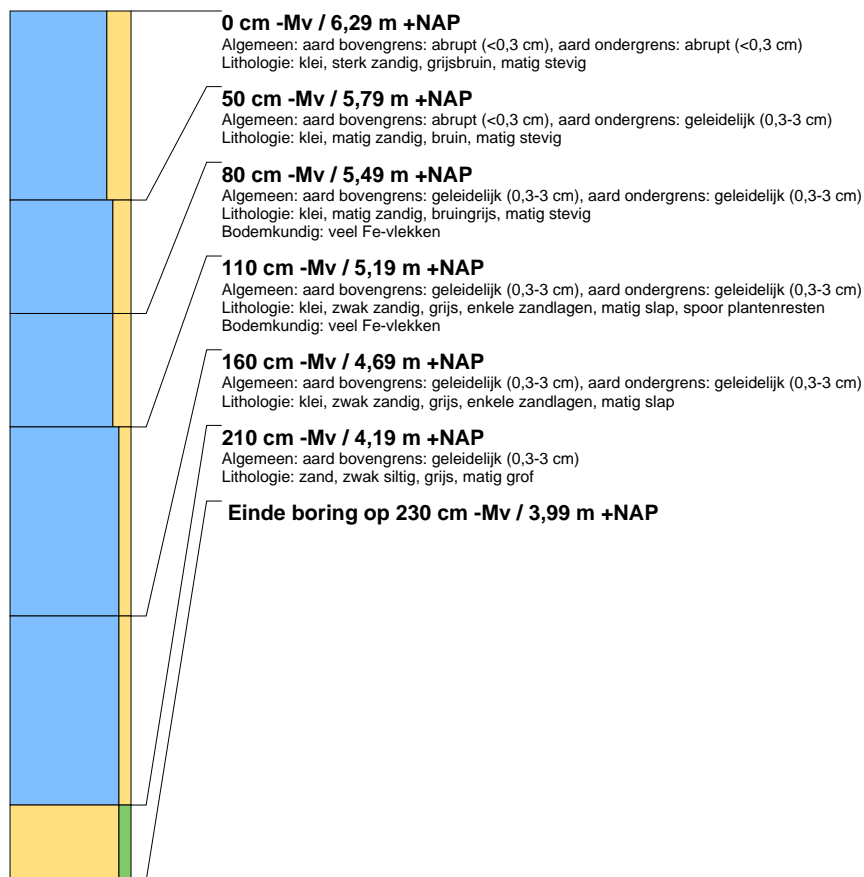 0 cm -Mv / 6,29 m +NAP
Algemeen: aard bovengrens: abrupt (<0,3 cm), aard ondergrens: abrupt (<0,3 cm)
Lithologie: klei, sterk zandig, grijsbruin, matig stevig
50 cm -Mv / 5,79 m +NAP
Algemeen: aard bovengrens: abrupt (<0,3 cm), aard ondergrens: geleidelijk (0,3-3 cm)
Lithologie: klei, matig zandig, bruin, matig stevig
80 cm -Mv / 5,49 m +NAP
Algemeen: aard bovengrens: geleidelijk (0,3-3 cm), aard ondergrens: geleidelijk (0,3-3 cm)
Lithologie: klei, matig zandig, bruingrijs, matig stevig
Bodemkundig: veel Fe-vlekken
110 cm -Mv / 5,19 m +NAP
Algemeen: aard bovengrens: geleidelijk (0,3-3 cm), aard ondergrens: geleidelijk (0,3-3 cm)
Lithologie: klei, zwak zandig, grijs, enkele zandlagen, matig slap, spoor plantenresten
Bodemkundig: veel Fe-vlekken
160 cm -Mv / 4,69 m +NAP
Algemeen: aard bovengrens: geleidelijk (0,3-3 cm), aard ondergrens: geleidelijk (0,3-3 cm)
Lithologie: klei, zwak zandig, grijs, enkele zandlagen, matig slap
210 cm -Mv / 4,19 m +NAP
Algemeen: aard bovengrens: geleidelijk (0,3-3 cm)
Lithologie: zand, zwak siltig, grijs, matig grof
Einde boring op 230 cm -Mv / 3,99 m +NAP